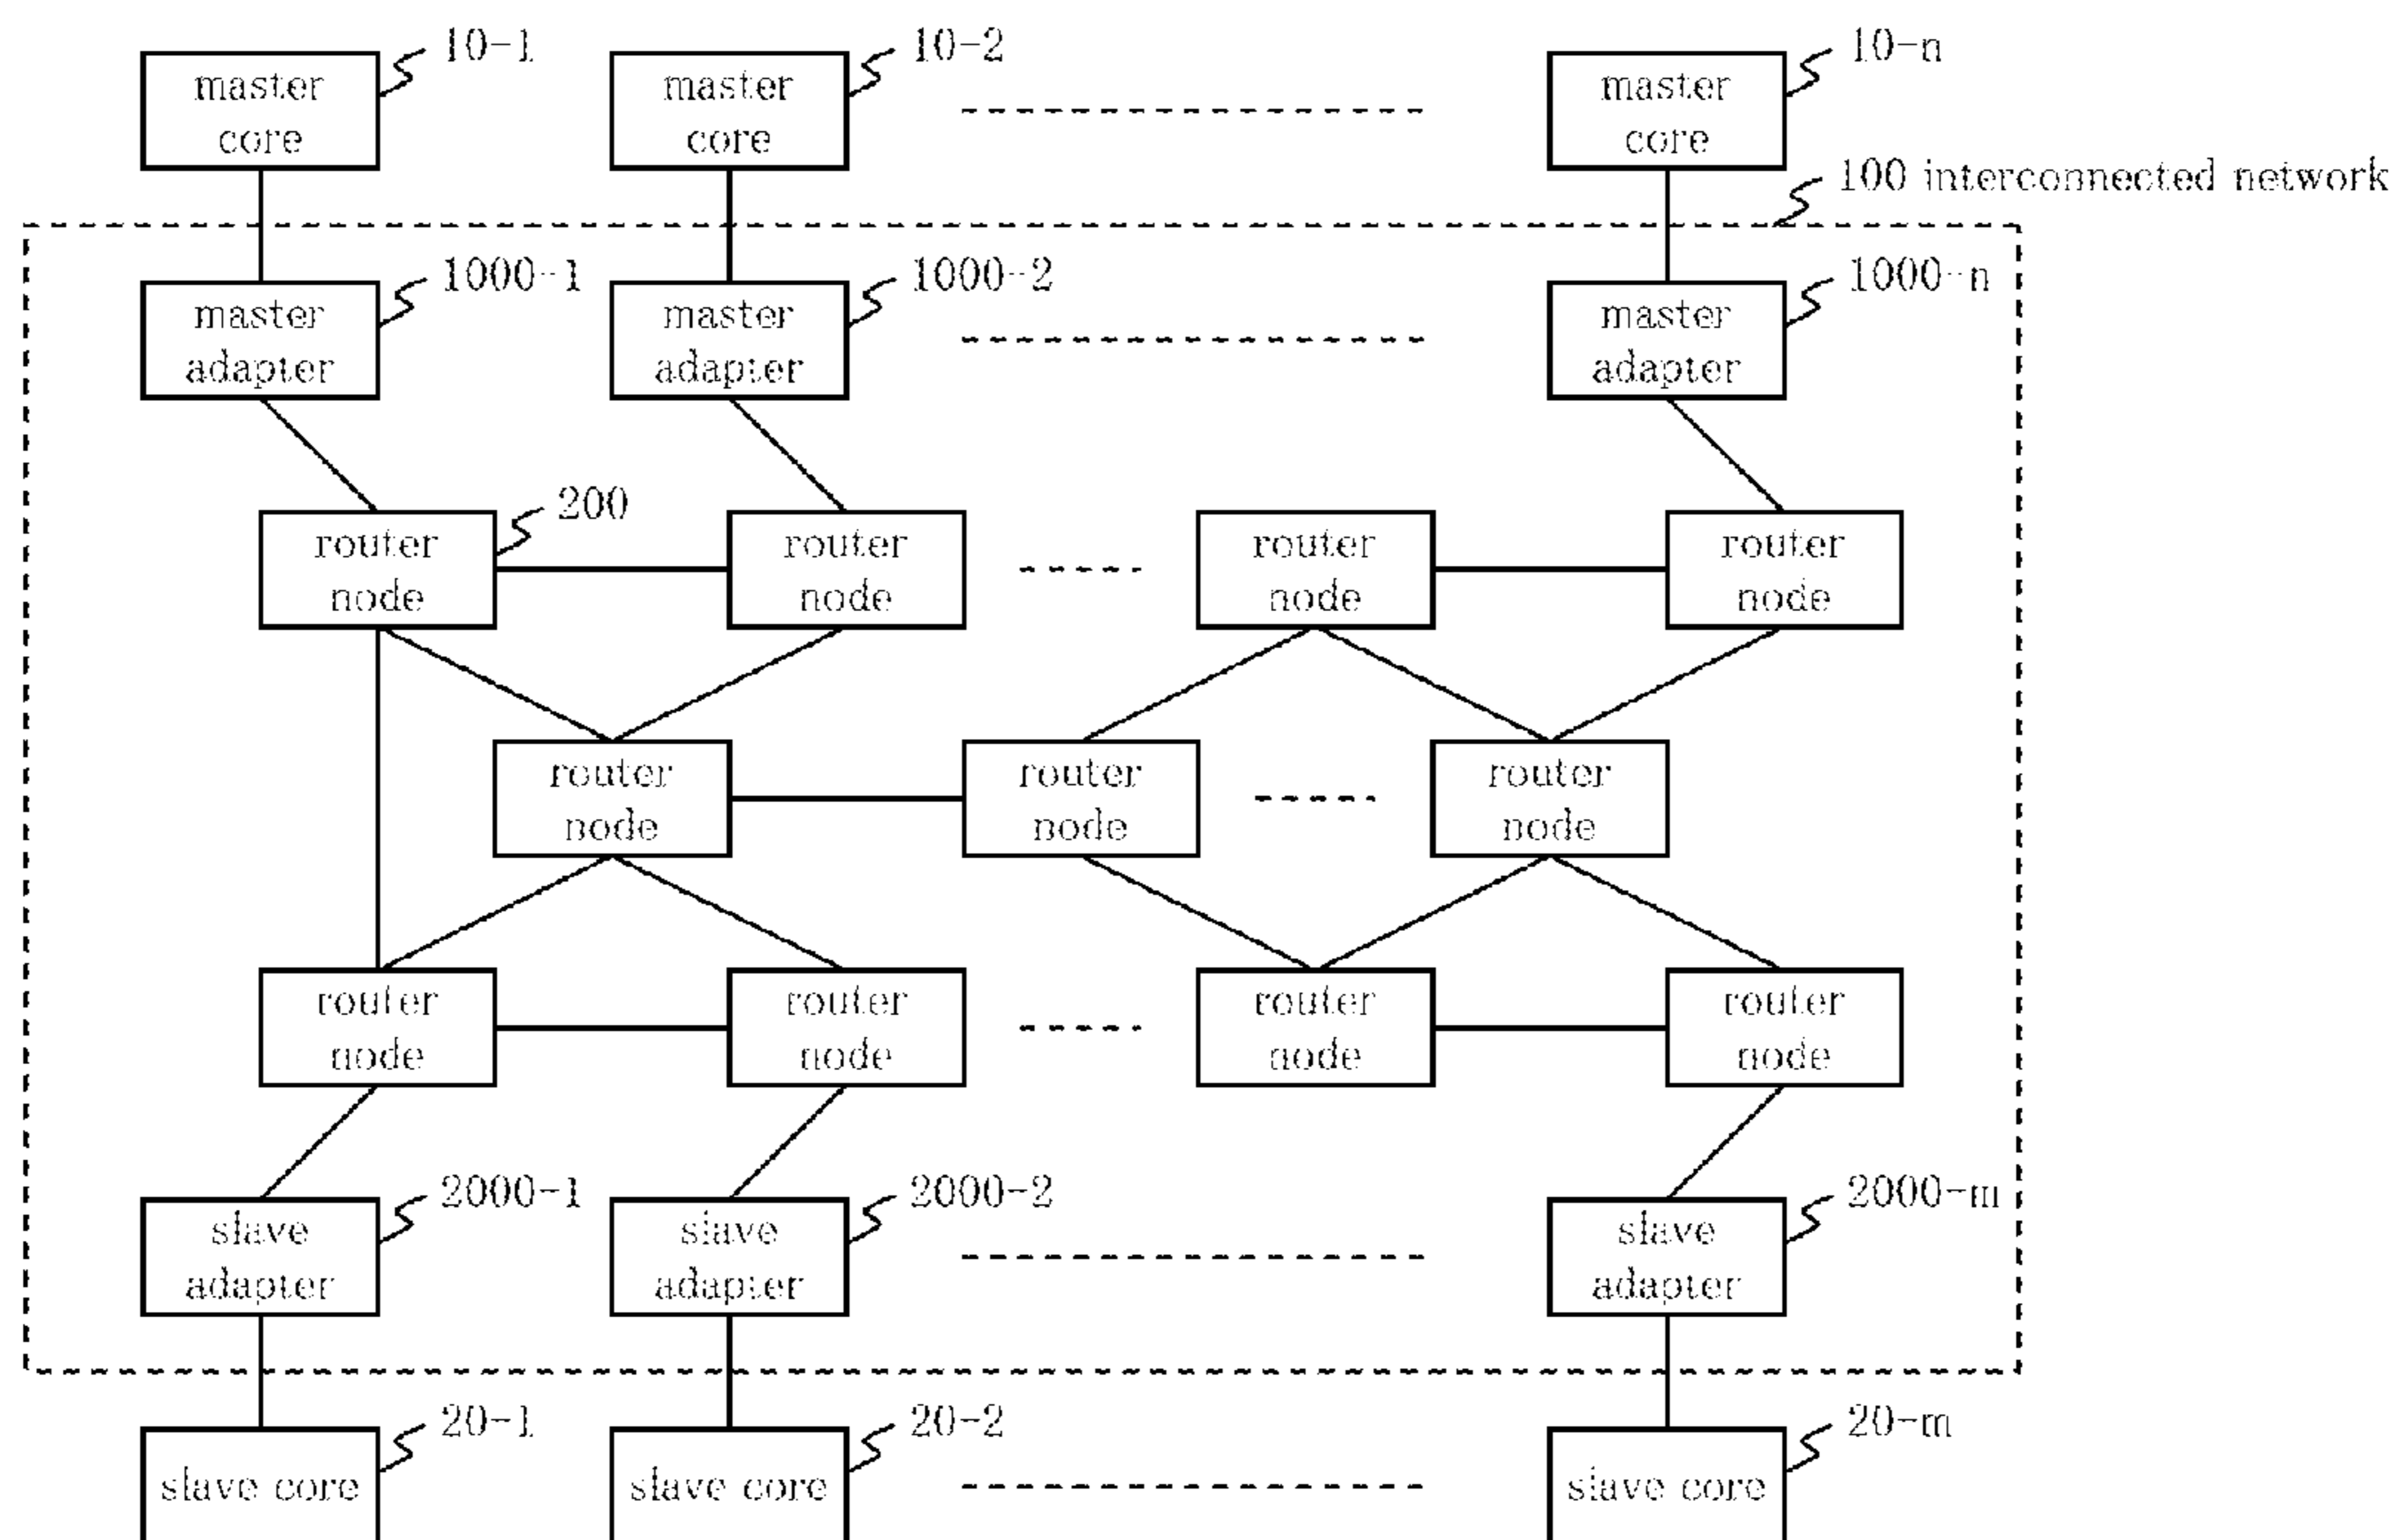 10-1
10-2
10-n
master
core
master
core
master
core
100 interconnected network
1000-1
1000-2
1000-n
master
adapter
master
adapter
master
adapter
200
router
node
router
node
router
node
router
node
router
node
router
node
router
node
router
node
router
node
router
node
router
node
2000-1
2000-2
2000-m
slave
adapter
slave
adapter
slave
adapter
20-1
20-2
20-m
slave core
slave core
slave core